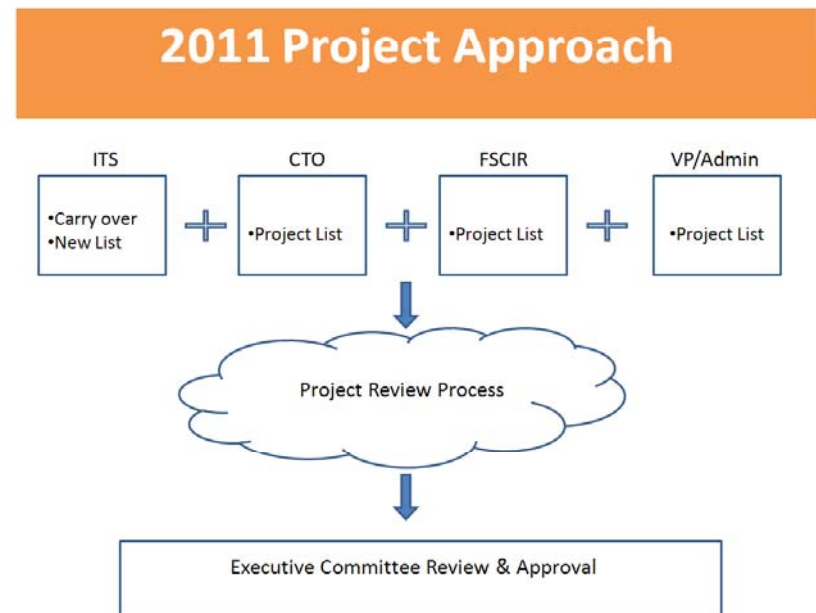 2011 Project Approach
ITS
•Carry over
•New List
CTO
•Project List
FSCIR
•Project List
VP/Admin
•Project List
Project Review Process
Executive Committee Review & Approval